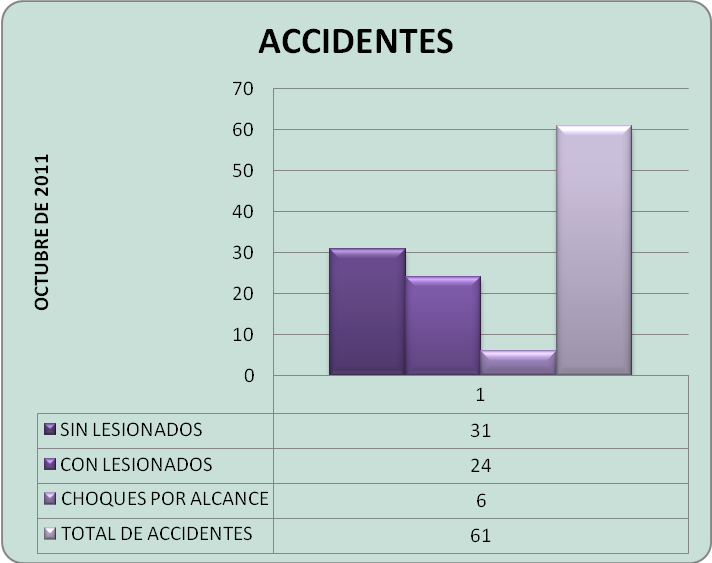 ACCIDENTES
OCTUBRE DE 2011
70
60
50
40
30
20
10
0
1
SIN LESIONADOS 31
CON LESIONADOS 24
CHOQUES POR ALCANCE 6
TOTAL DE ACCIDENTES 61